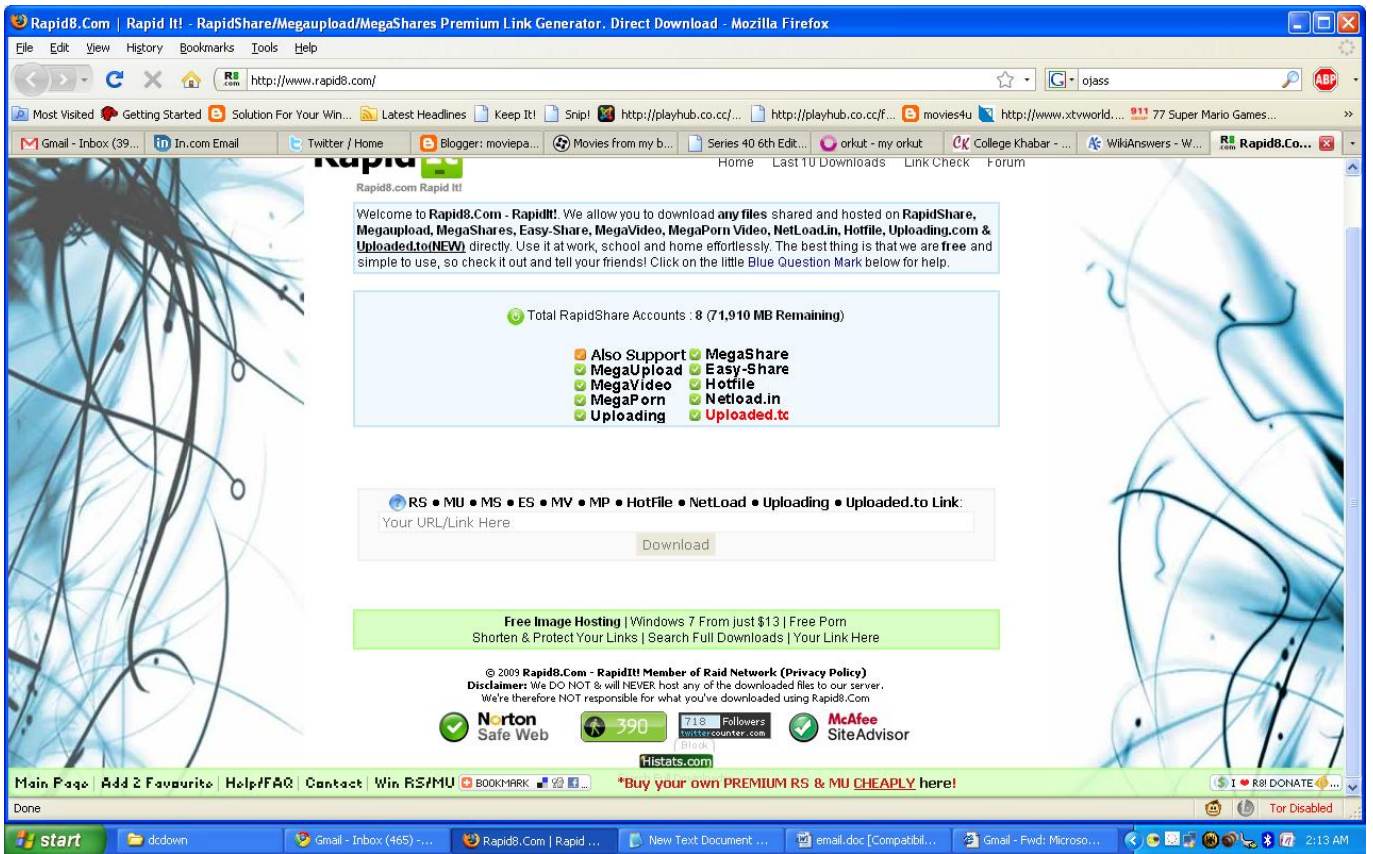 Rapid8.Com | Rapid It! - RapidShare/Megaupload/MegaShares Premium Link Generator. Direct Download - Mozilla Firefox
File Edit View History Bookmarks Tools Help
R8 .com http://www.rapid8.com/ G ojass ABP
Most Visited Getting Started Solution For Your Win... Latest Headlines Keep It! Snip! http://playhub.co.cc/... http://playhub.co.cc/f... movies4u http://www.xtvworld.... 911 77 Super Mario Games... »
Gmail - Inbox (39... In.com Email Twitter / Home Blogger: moviepa... Movies from my b... Series 40 6th Edit... orkut - my orkut CK College Khabar - ... WikiAnswers - W... R8 .com Rapid8.Co...
Rapid
Home Last 10 Downloads Link Check Forum
Rapid8.com Rapid It!
Welcome to Rapid8.Com - RapidIt!. We allow you to download any files shared and hosted on RapidShare,
Megaupload, MegaShares, Easy-Share, MegaVideo, MegaPorn Video, NetLoad.in, Hotfile, Uploading.com &
Uploaded.to(NEW) directly. Use it at work, school and home effortlessly. The best thing is that we are free and
simple to use, so check it out and tell your friends! Click on the little Blue Question Mark below for help.
Total RapidShare Accounts : 8 (71,910 MB Remaining)
Also Support MegaShare
MegaUpload Easy-Share
MegaVideo Hotfile
MegaPorn Netload.in
Uploading Uploaded.to
RS ● MU ● MS ● ES ● MV ● MP ● HotFile ● NetLoad ● Uploading ● Uploaded.to Link:
Your URL/Link Here
Download
Free Image Hosting | Windows 7 From just $13 | Free Porn
Shorten & Protect Your Links | Search Full Downloads | Your Link Here
© 2009 Rapid8.Com - RapidIt! Member of Raid Network (Privacy Policy)
Disclaimer: We DO NOT & will NEVER host any of the downloaded files to our server.
We're therefore NOT responsible for what you've downloaded using Rapid8.Com
Norton Safe Web 390 718 Followers twittercounter.com McAfee SiteAdvisor
Block
Histats.com
Main Page | Add 2 Favourite | Help/FAQ | Contact | Win RS/MU BOOKMARK *Buy your own PREMIUM RS & MU CHEAPLY here! I ❤ R8! DONATE
Done Tor Disabled
start dcdown Gmail - Inbox (465) -... Rapid8.Com | Rapid ... New Text Document ... email.doc [Compatibil... Gmail - Fwd: Microso... 2:13 AM